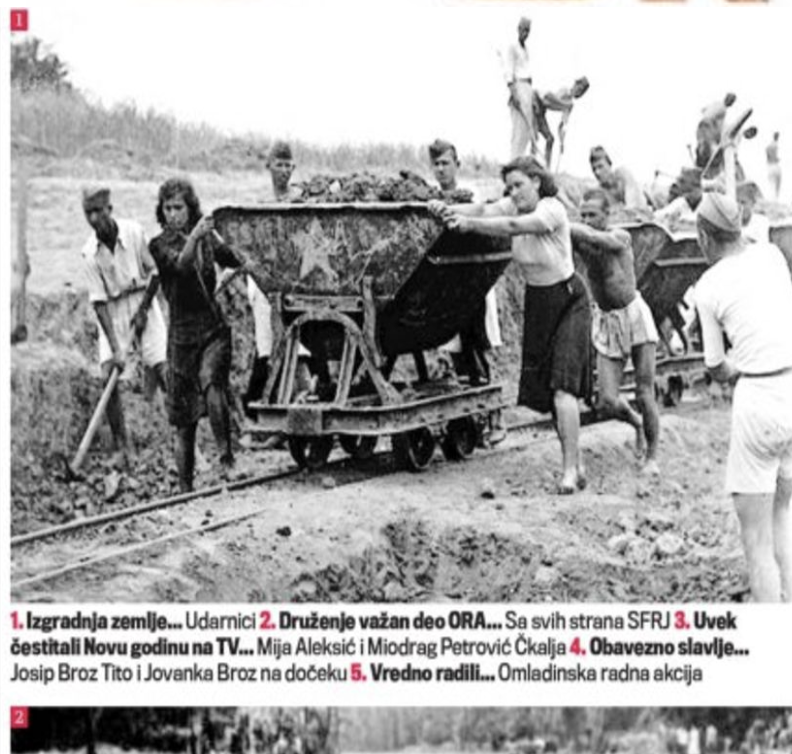 1
1. Izgradnja zemlje... Udarnici 2. Druženje važan deo ORA... Sa svih strana SFRJ 3. Uvek
čestitali Novu godinu na TV... Mija Aleksić i Miodrag Petrović Čkalja 4. Obavezno slavlje...
Josip Broz Tito i Jovanka Broz na dočeku 5. Vredno radili... Omladinska radna akcija
2